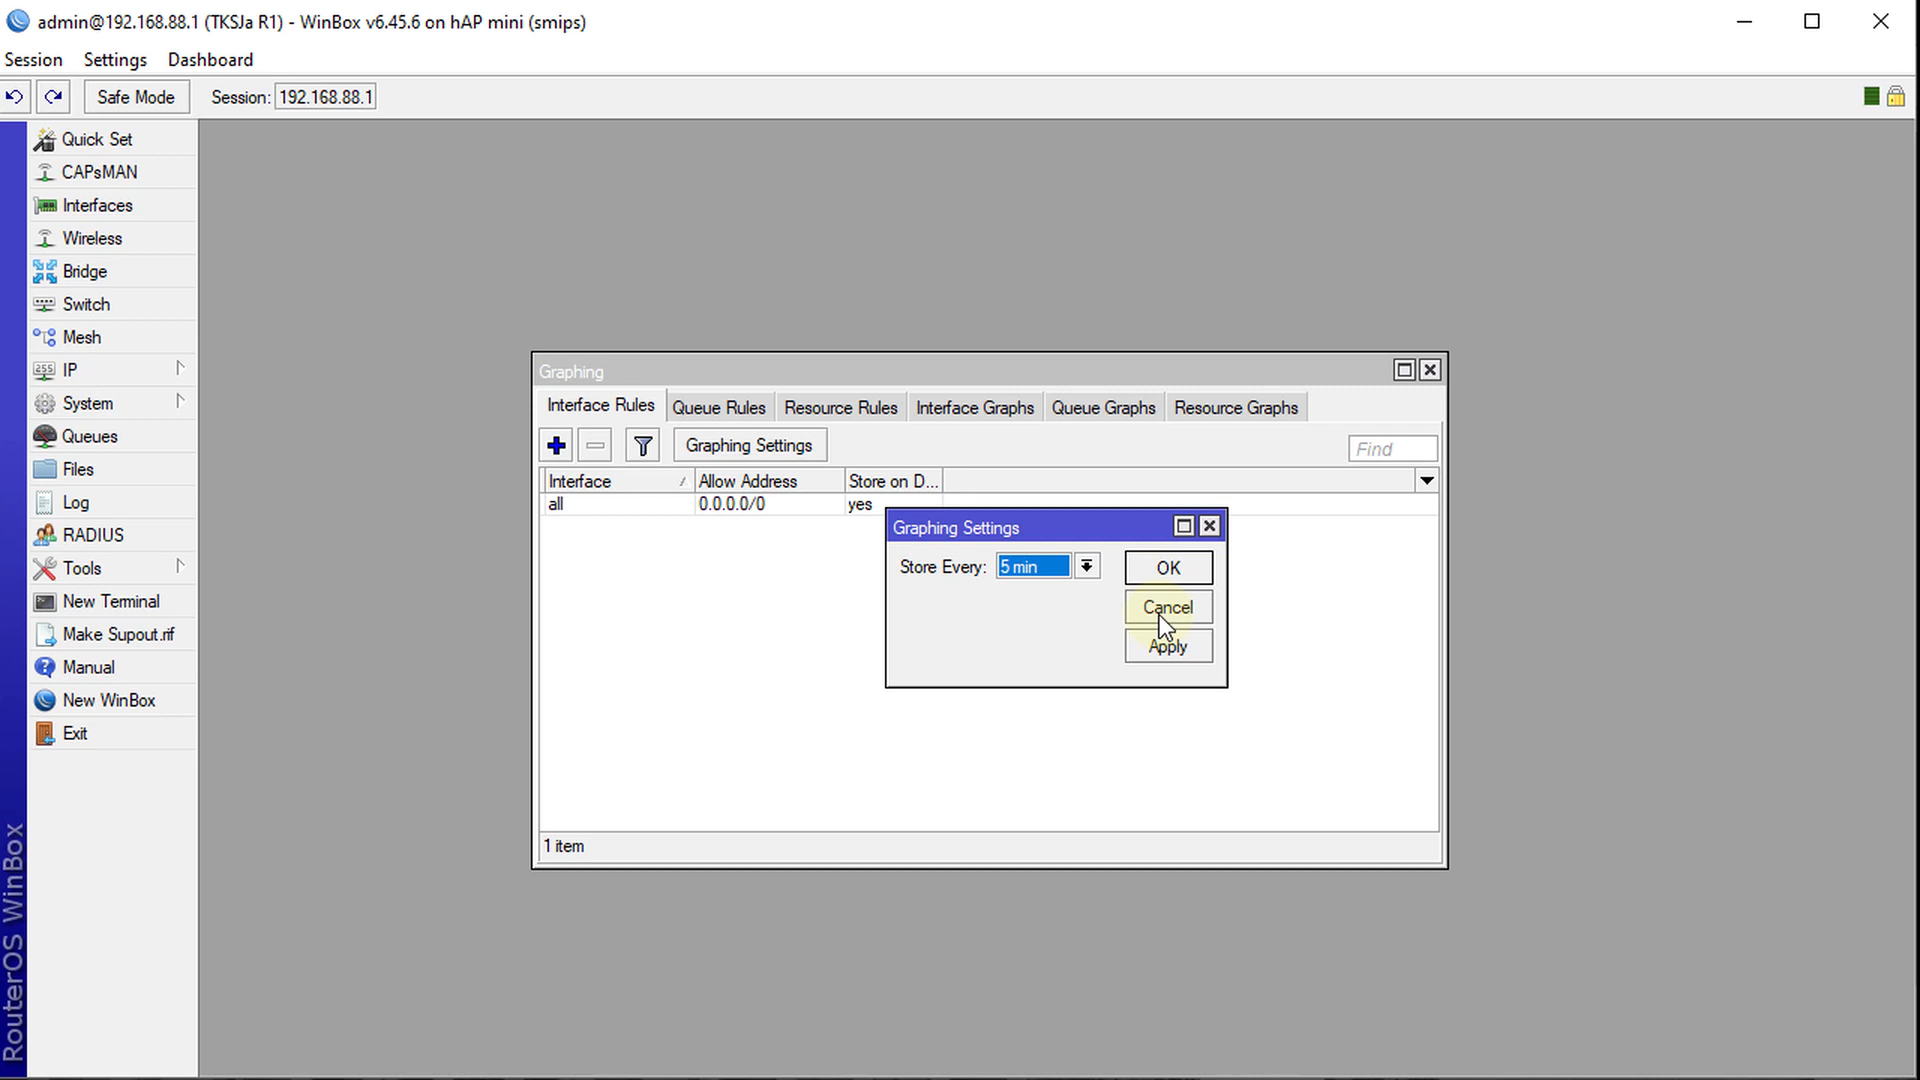 admin@192.168.88.1 (TKSJa R1) - WinBox v6.45.6 on hAP mini (smips)
Session Settings Dashboard
Safe Mode Session: 192.168.88.1
Quick Set
CAPsMAN
Interfaces
Wireless
Bridge
Switch
Mesh
255 IP
System
Queues
Files
Log
RADIUS
Tools
New Terminal
Make Supout.rif
Manual
New WinBox
Exit
RouterOS WinBox
Graphing
Interface Rules Queue Rules Resource Rules Interface Graphs Queue Graphs Resource Graphs
Graphing Settings Find
Interface Allow Address Store on D...
all 0.0.0.0/0 yes
Graphing Settings
Store Every: 5 min OK
Cancel
Apply
1 item